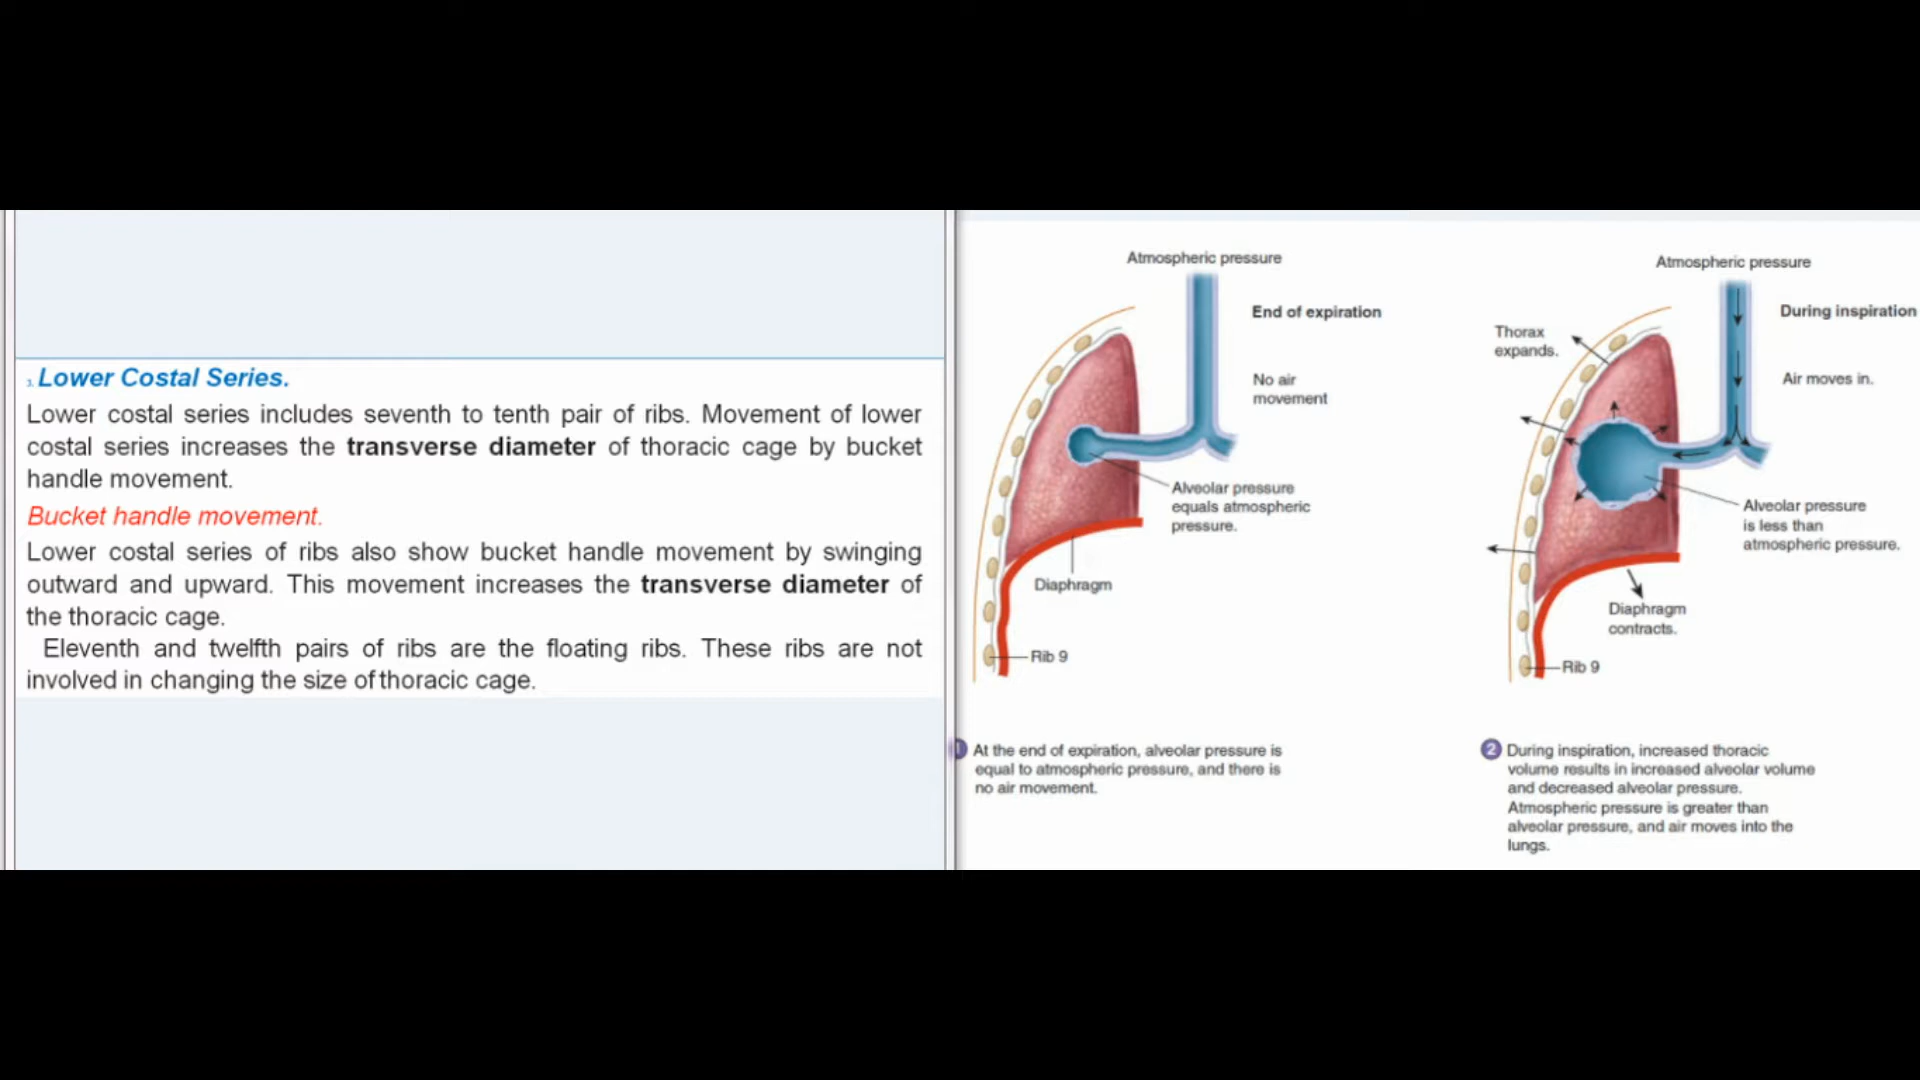 3. Lower Costal Series.
Lower costal series includes seventh to tenth pair of ribs. Movement of lower
costal series increases the transverse diameter of thoracic cage by bucket
handle movement.
Bucket handle movement.
Lower costal series of ribs also show bucket handle movement by swinging
outward and upward. This movement increases the transverse diameter of
the thoracic cage.
Eleventh and twelfth pairs of ribs are the floating ribs. These ribs are not
involved in changing the size of thoracic cage.
Atmospheric pressure
End of expiration
No air
movement
Alveolar pressure
equals atmospheric
pressure.
Diaphragm
Rib 9
1 At the end of expiration, alveolar pressure is
equal to atmospheric pressure, and there is
no air movement.
Atmospheric pressure
During inspiration
Thorax
expands.
Air moves in.
Alveolar pressure
is less than
atmospheric pressure.
Diaphragm
contracts.
Rib 9
2 During inspiration, increased thoracic
volume results in increased alveolar volume
and decreased alveolar pressure.
Atmospheric pressure is greater than
alveolar pressure, and air moves into the
lungs.